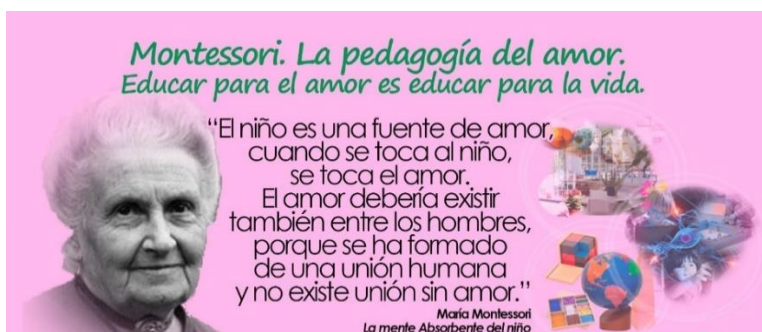 Montessori. La pedagogía del amor.
Educar para el amor es educar para la vida.
“El niño es una fuente de amor,
cuando se toca al niño,
se toca el amor.
El amor debería existir
también entre los hombres,
porque se ha formado
de una unión humana
y no existe unión sin amor.”
María Montessori
La mente Absorbente del niño